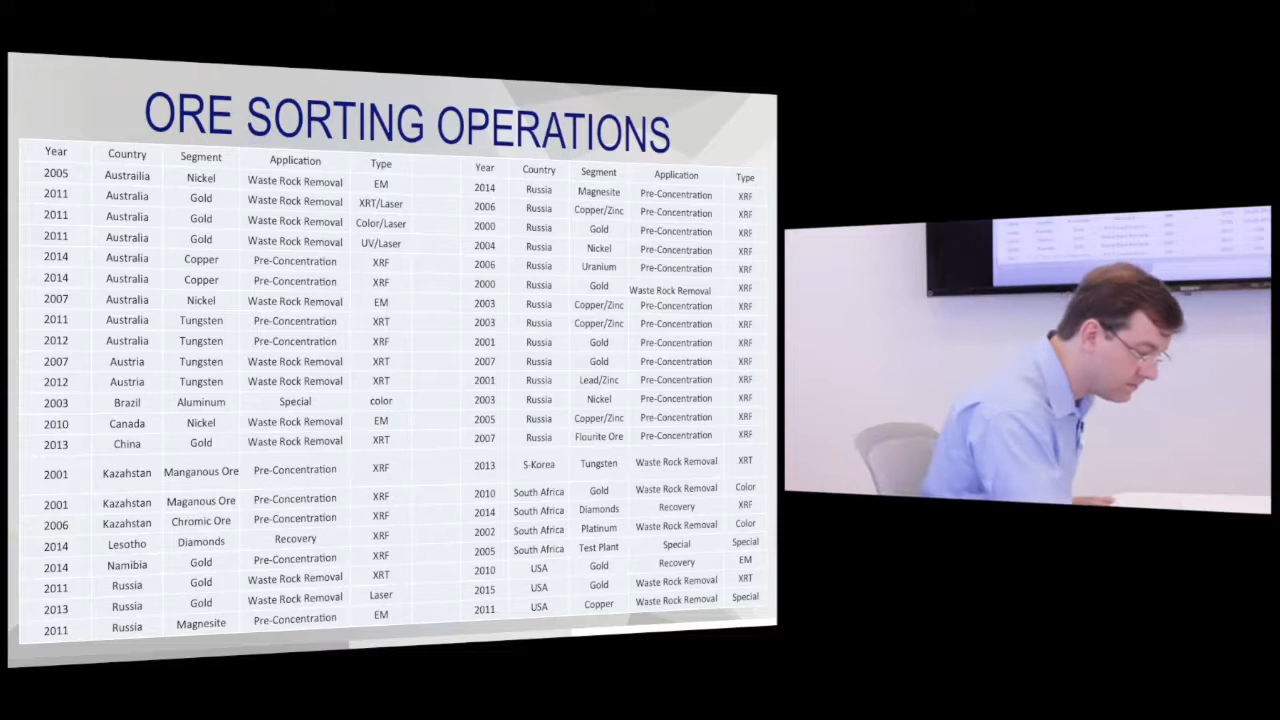 ORE SORTING OPERATIONS
Year Country Segment Application Type
2005 Austrailia Nickel Waste Rock Removal EM
2011 Australia Gold Waste Rock Removal XRT/Laser
2011 Australia Gold Waste Rock Removal Color/Laser
2011 Australia Gold Waste Rock Removal UV/Laser
2014 Australia Copper Pre-Concentration XRF
2014 Australia Copper Pre-Concentration XRF
2007 Australia Nickel Waste Rock Removal EM
2011 Australia Tungsten Pre-Concentration XRT
2012 Australia Tungsten Pre-Concentration XRF
2007 Austria Tungsten Waste Rock Removal XRT
2012 Austria Tungsten Waste Rock Removal XRT
2003 Brazil Aluminum Special color
2010 Canada Nickel Waste Rock Removal EM
2013 China Gold Waste Rock Removal XRT
2001 Kazahstan Manganous Ore Pre-Concentration XRF
2001 Kazahstan Maganous Ore Pre-Concentration XRF
2006 Kazahstan Chromic Ore Pre-Concentration XRF
2014 Lesotho Diamonds Recovery XRF
2014 Namibia Gold Pre-Concentration XRF
2011 Russia Gold Waste Rock Removal XRT
2013 Russia Gold Waste Rock Removal Laser
2011 Russia Magnesite Pre-Concentration EM
Year Country Segment Application Type
2014 Russia Magnesite Pre-Concentration XRF
2006 Russia Copper/Zinc Pre-Concentration XRF
2000 Russia Gold Pre-Concentration XRF
2004 Russia Nickel Pre-Concentration XRF
2006 Russia Uranium Pre-Concentration XRF
2000 Russia Gold Waste Rock Removal XRF
2003 Russia Copper/Zinc Pre-Concentration XRF
2003 Russia Copper/Zinc Pre-Concentration XRF
2001 Russia Gold Pre-Concentration XRF
2007 Russia Gold Pre-Concentration XRF
2001 Russia Lead/Zinc Pre-Concentration XRF
2003 Russia Nickel Pre-Concentration XRF
2005 Russia Copper/Zinc Pre-Concentration XRF
2007 Russia Flourite Ore Pre-Concentration XRF
2013 S-Korea Tungsten Waste Rock Removal XRT
2010 South Africa Gold Waste Rock Removal Color
2014 South Africa Diamonds Recovery XRF
2002 South Africa Platinum Waste Rock Removal Color
2005 South Africa Test Plant Special Special
2010 USA Gold Recovery EM
2015 USA Gold Waste Rock Removal XRT
2011 USA Copper Waste Rock Removal Special
SONY